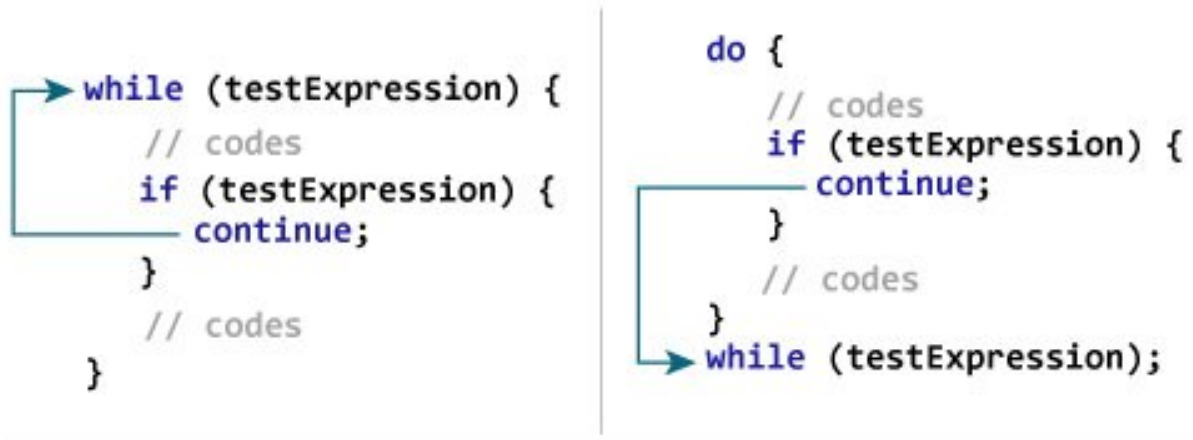 while (testExpression) {
// codes
if (testExpression) {
continue;
}
// codes
}
do {
// codes
if (testExpression) {
continue;
}
// codes
}
while (testExpression);